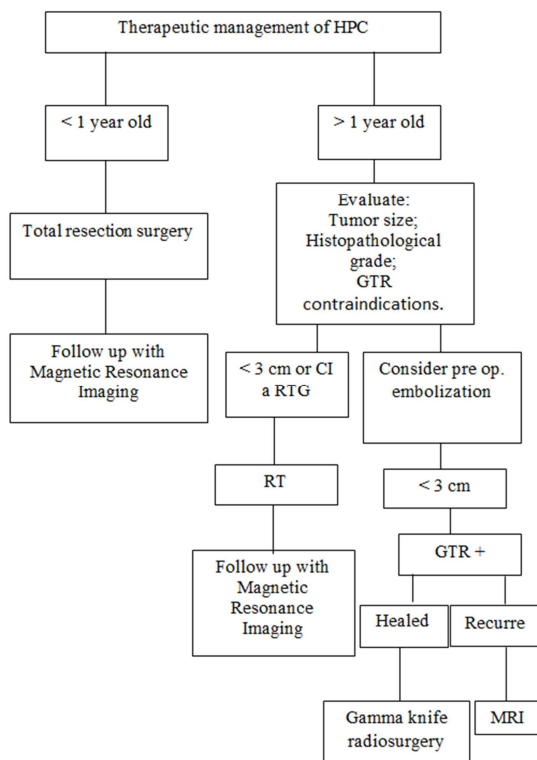 Therapeutic management of HPC
< 1 year old
> 1 year old
Total resection surgery
Evaluate:
Tumor size;
Histopathological
grade;
GTR
contraindications.
Follow up with
Magnetic Resonance
Imaging
< 3 cm or CI
a RTG
Consider pre op.
embolization
RT
< 3 cm
Follow up with
Magnetic
Resonance
Imaging
GTR +
Healed
Recurre
Gamma knife
radiosurgery
MRI